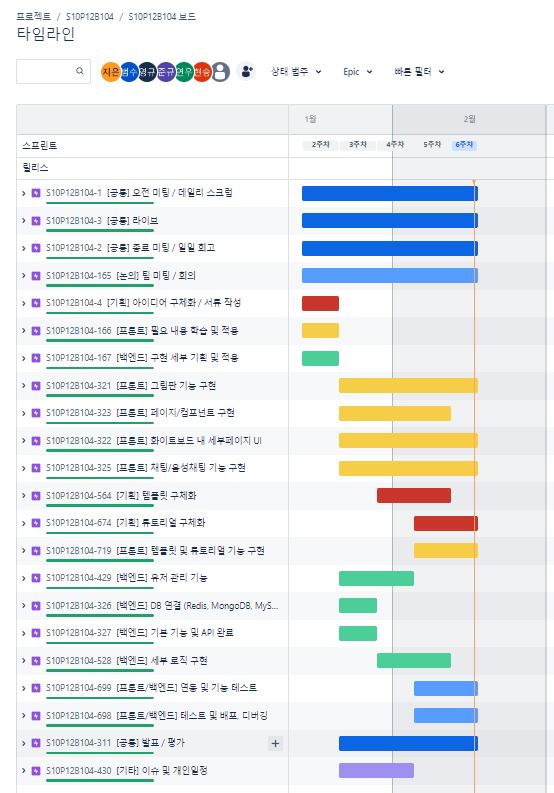 프로젝트 / S10P12B104 / S10P12B104 보드
타임라인
지은 범수 영규 준규 연우 현승
상태 범주 Epic 빠른 필터
1월 2월
스프린트 2주차 3주차 4주차 5주차 6주차
릴리스
S10P12B104-1 [공통] 오전 미팅 / 데일리 스크럼
S10P12B104-3 [공통] 라이브
S10P12B104-2 [공통] 종료 미팅 / 일일 회고
S10P12B104-165 [논의] 팀 미팅 / 회의
S10P12B104-4 [기획] 아이디어 구체화 / 서류 작성
S10P12B104-166 [프론트] 필요 내용 학습 및 적용
S10P12B104-167 [백엔드] 구현 세부 기획 및 적용
S10P12B104-321 [프론트] 그림판 기능 구현
S10P12B104-323 [프론트] 페이지/컴포넌트 구현
S10P12B104-322 [프론트] 화이트보드 내 세부페이지 UI
S10P12B104-325 [프론트] 채팅/음성채팅 기능 구현
S10P12B104-564 [기획] 템플릿 구체화
S10P12B104-674 [기획] 튜토리얼 구체화
S10P12B104-719 [프론트] 템플릿 및 튜토리얼 기능 구현
S10P12B104-429 [백엔드] 유저 관리 기능
S10P12B104-326 [백엔드] DB 연결 (Redis, MongoDB, MyS...
S10P12B104-327 [백엔드] 기본 기능 및 API 완료
S10P12B104-528 [백엔드] 세부 로직 구현
S10P12B104-699 [프론트/백엔드] 연동 및 기능 테스트
S10P12B104-698 [프론트/백엔드] 테스트 및 배포, 디버깅
S10P12B104-311 [공통] 발표 / 평가
S10P12B104-430 [기타] 이슈 및 개인일정